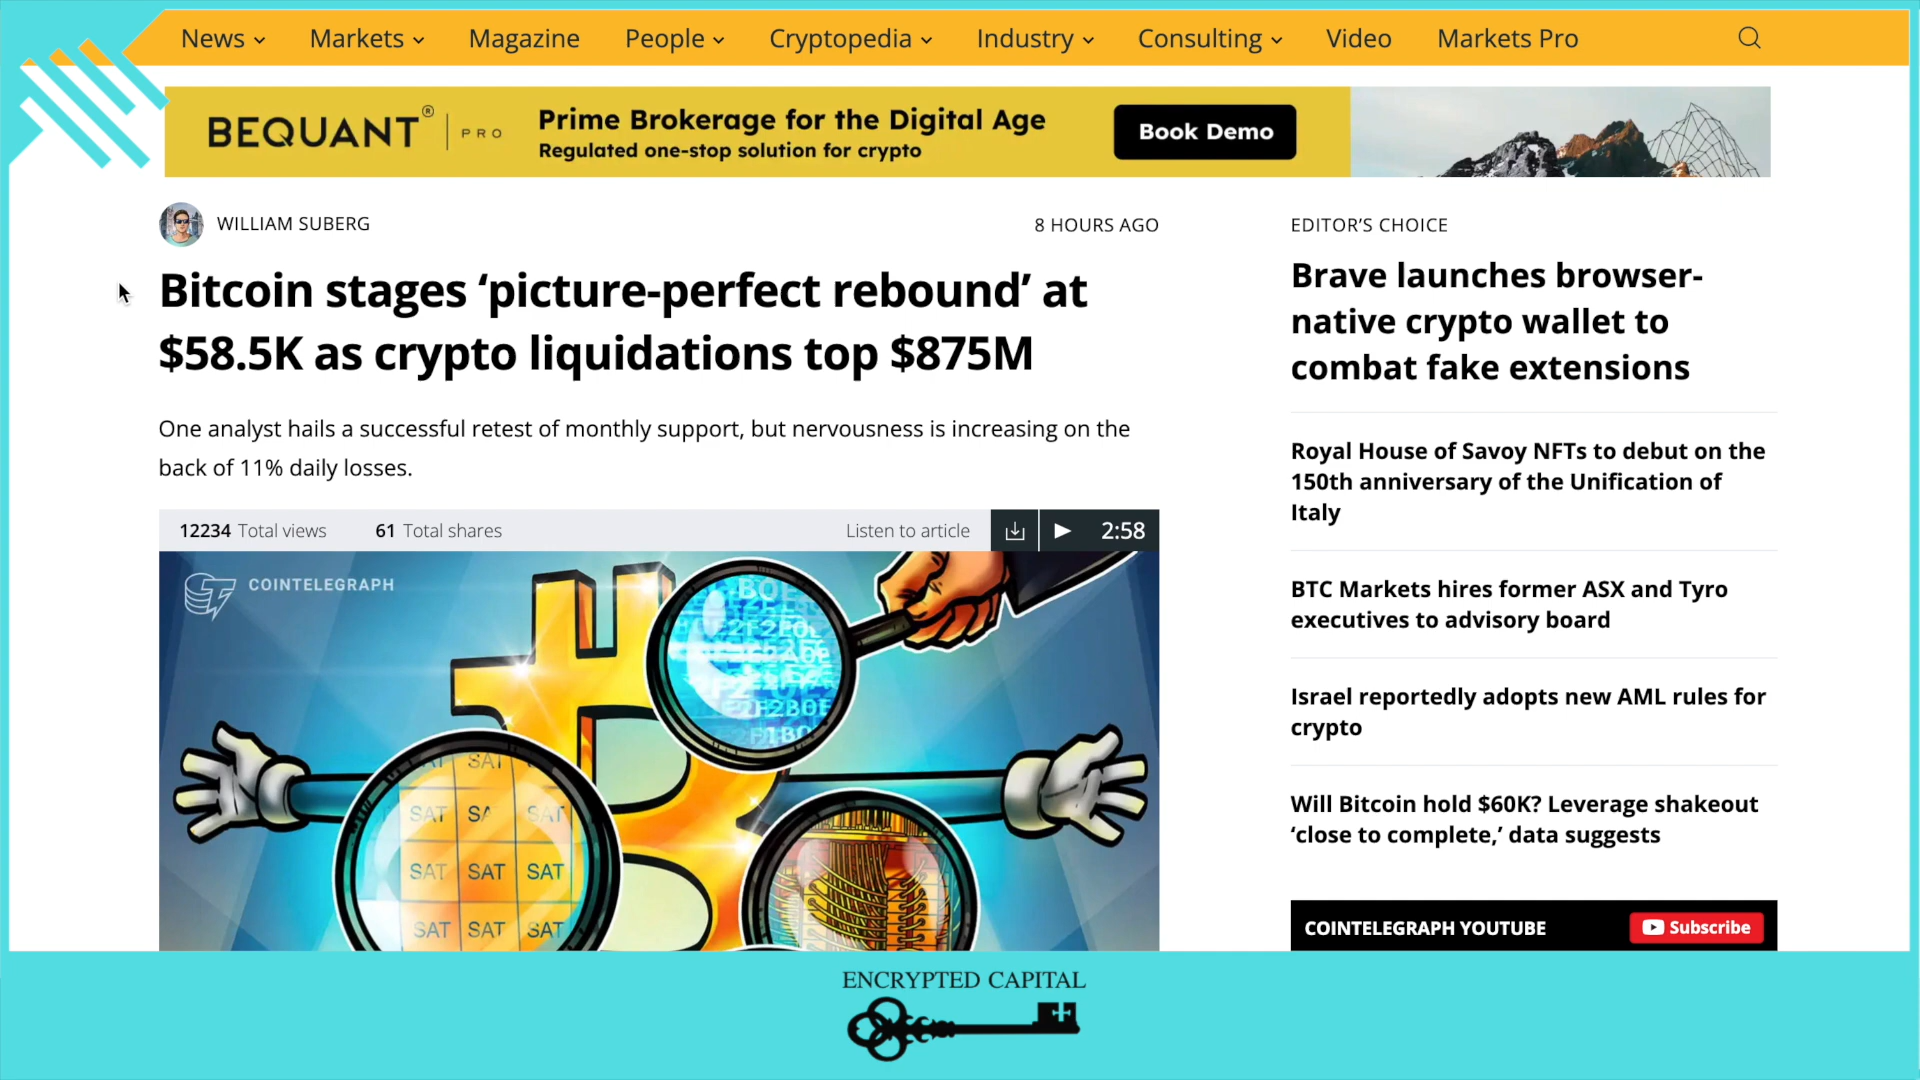 News
Markets
Magazine
People
Cryptopedia
Industry
Consulting
Video
Markets Pro
BEQUANT® PRO
Prime Brokerage for the Digital Age
Regulated one-stop solution for crypto
Book Demo
WILLIAM SUBERG
8 HOURS AGO
Bitcoin stages ‘picture-perfect rebound’ at
$58.5K as crypto liquidations top $875M
One analyst hails a successful retest of monthly support, but nervousness is increasing on the
back of 11% daily losses.
12234 Total views
61 Total shares
Listen to article
2:58
COINTELEGRAPH
SAT
SAT SA SAT
SAT SAT SAT
SAT SAT SAT
EDITOR’S CHOICE
Brave launches browser-
native crypto wallet to
combat fake extensions
Royal House of Savoy NFTs to debut on the
150th anniversary of the Unification of
Italy
BTC Markets hires former ASX and Tyro
executives to advisory board
Israel reportedly adopts new AML rules for
crypto
Will Bitcoin hold $60K? Leverage shakeout
‘close to complete,’ data suggests
COINTELEGRAPH YOUTUBE
Subscribe
ENCRYPTED CAPITAL